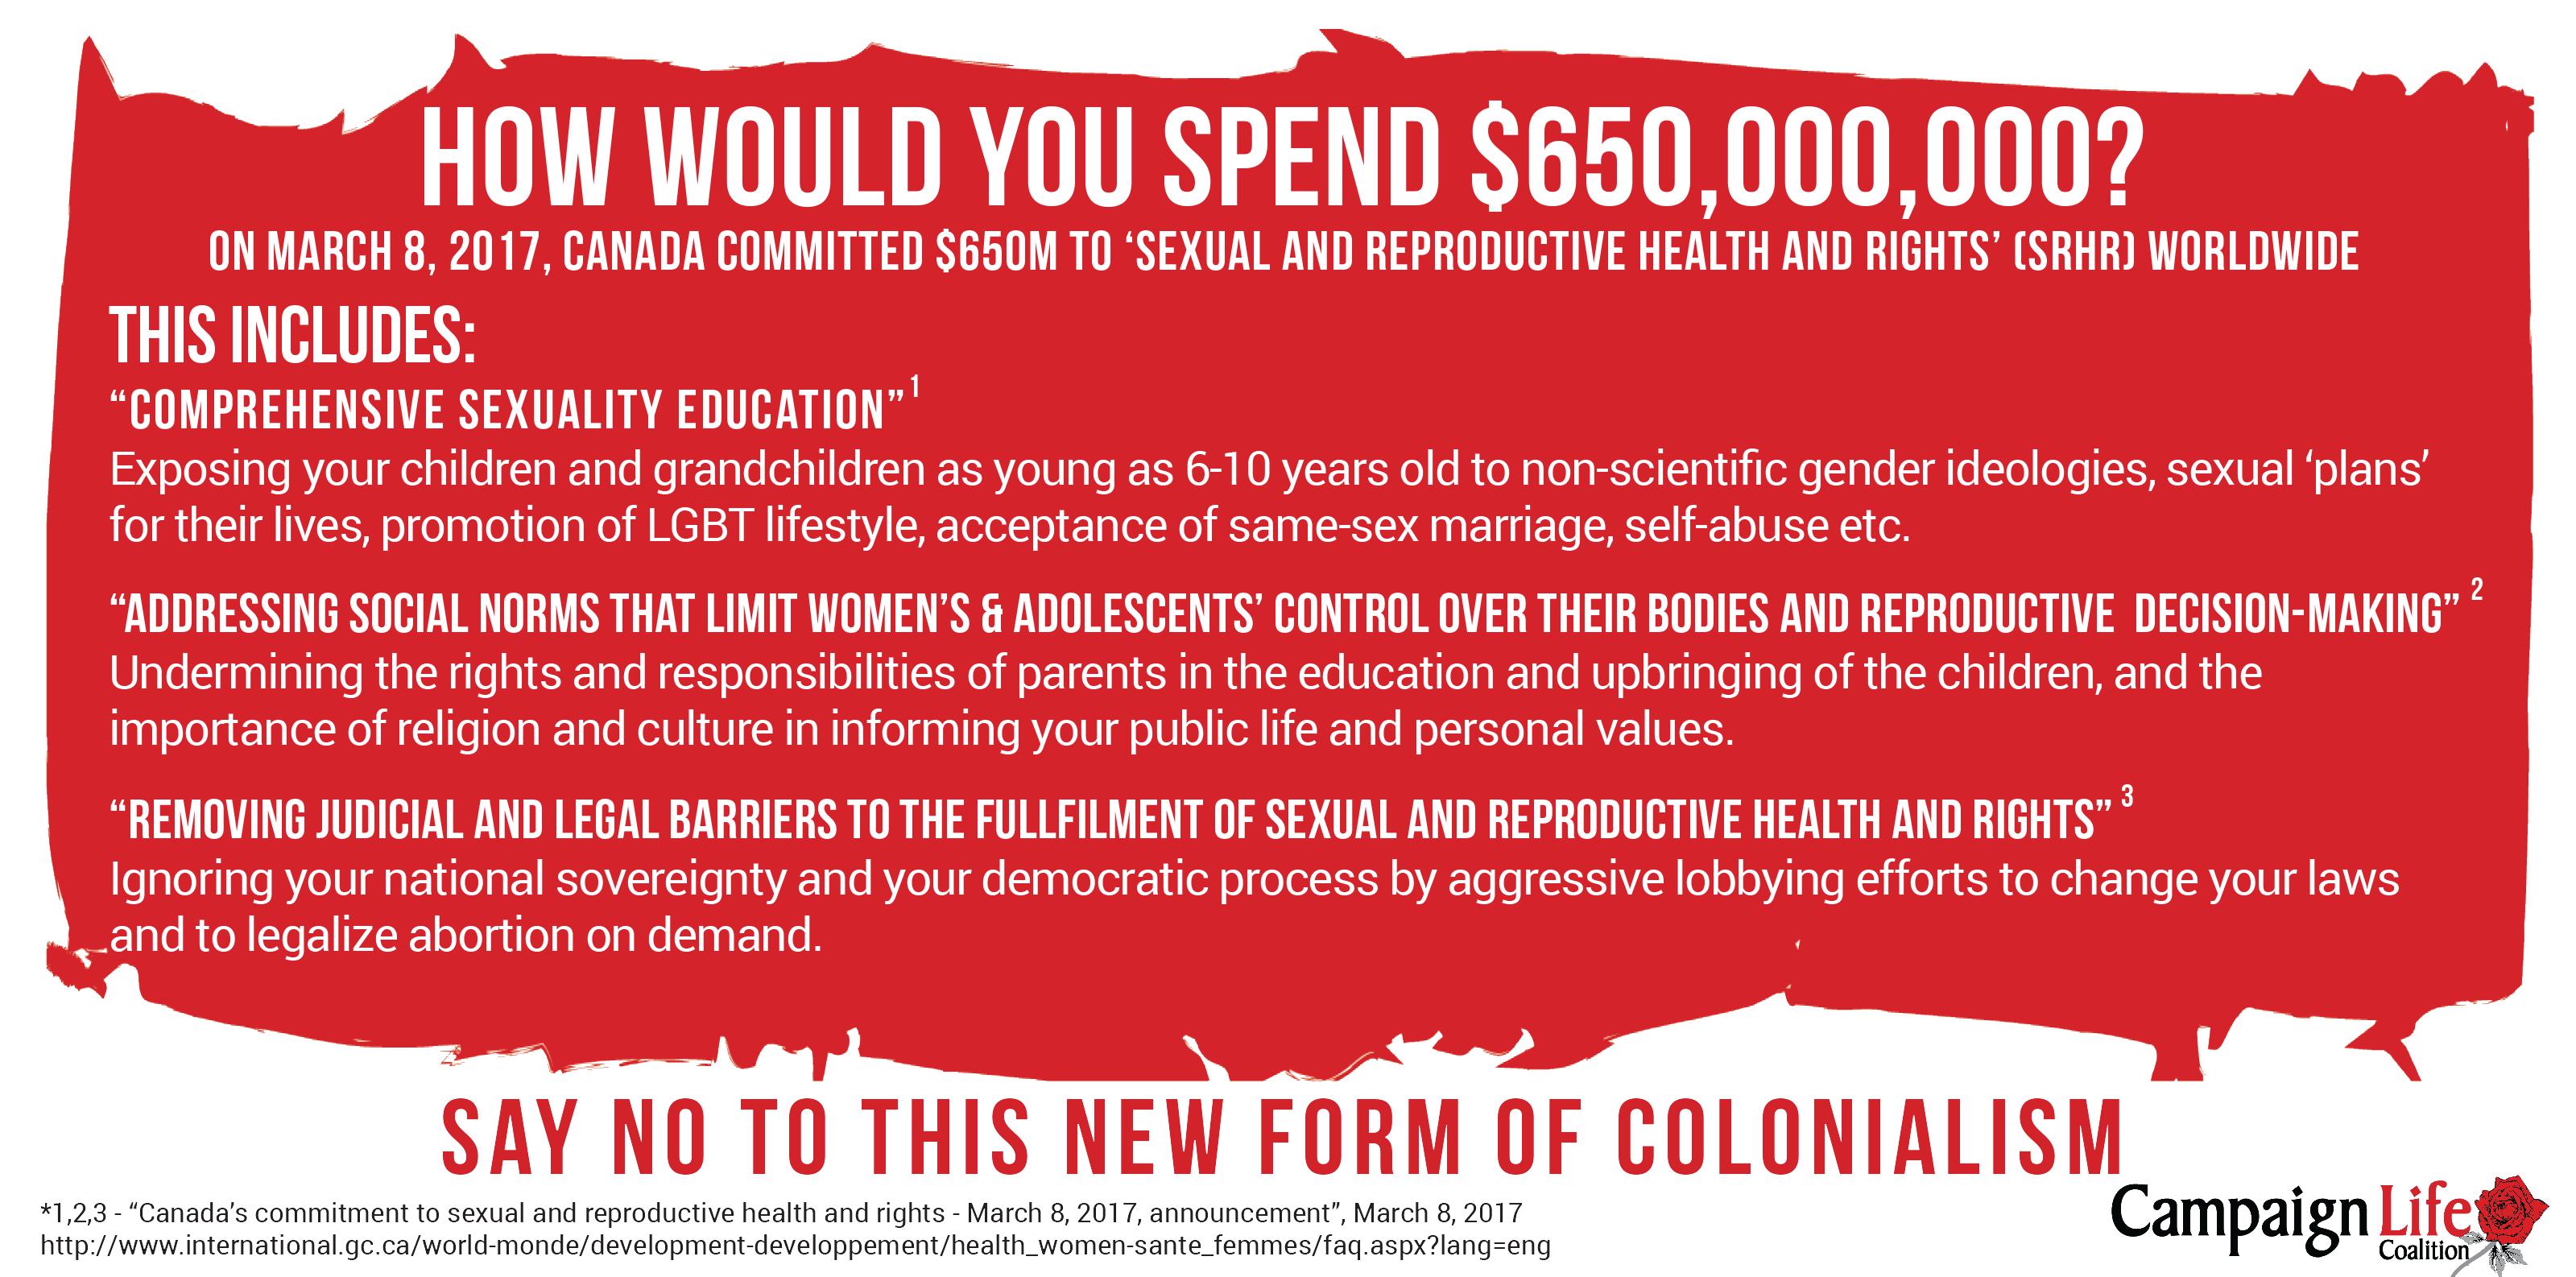 HOW WOULD YOU SPEND $650,000,000?
ON MARCH 8, 2017, CANADA COMMITTED $650M TO ‘SEXUAL AND REPRODUCTIVE HEALTH AND RIGHTS’ (SRHR) WORLDWIDE
THIS INCLUDES:
“COMPREHENSIVE SEXUALITY EDUCATION” 1
Exposing your children and grandchildren as young as 6-10 years old to non-scientific gender ideologies, sexual ‘plans’
for their lives, promotion of LGBT lifestyle, acceptance of same-sex marriage, self-abuse etc.
“ADDRESSING SOCIAL NORMS THAT LIMIT WOMEN’S & ADOLESCENTS’ CONTROL OVER THEIR BODIES AND REPRODUCTIVE DECISION-MAKING” 2
Undermining the rights and responsibilities of parents in the education and upbringing of the children, and the
importance of religion and culture in informing your public life and personal values.
“REMOVING JUDICIAL AND LEGAL BARRIERS TO THE FULLFILMENT OF SEXUAL AND REPRODUCTIVE HEALTH AND RIGHTS” 3
Ignoring your national sovereignty and your democratic process by aggressive lobbying efforts to change your laws
and to legalize abortion on demand.
SAY NO TO THIS NEW FORM OF COLONIALISM
*1,2,3 - “Canada’s commitment to sexual and reproductive health and rights - March 8, 2017, announcement”, March 8, 2017
http://www.international.gc.ca/world-monde/development-developpement/health_women-sante_femmes/faq.aspx?lang=eng
Campaign Life
Coalition